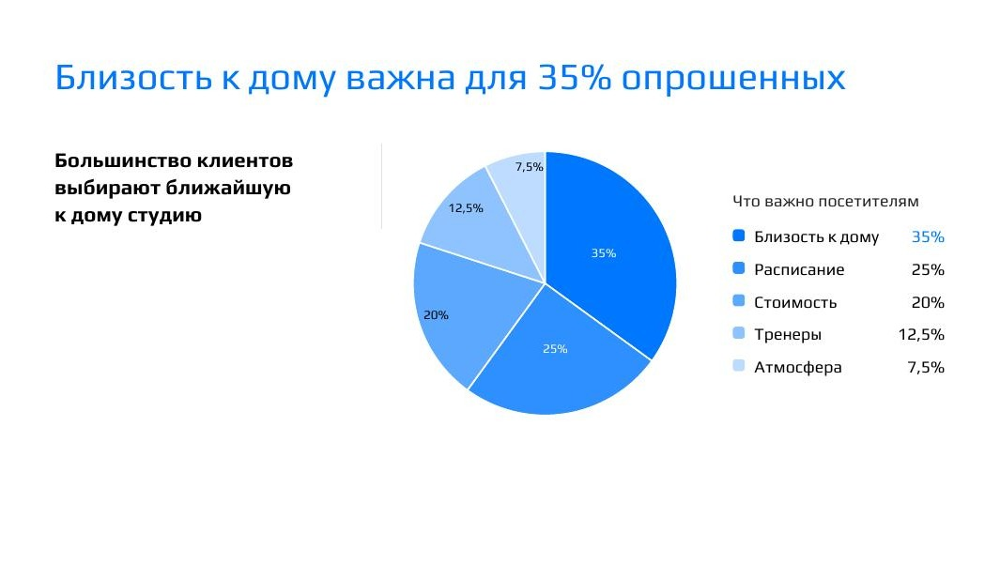 Близость к дому важна для 35% опрошенных
Большинство клиентов
выбирают ближайшую
к дому студию
7,5%
12,5%
35%
20%
25%
Что важно посетителям
Близость к дому 35%
Расписание 25%
Стоимость 20%
Тренеры 12,5%
Атмосфера 7,5%